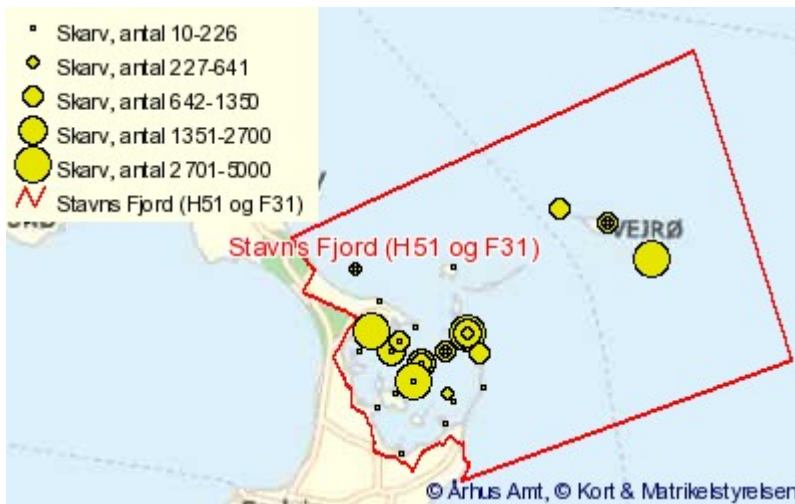 Skarv, antal 10-226
Skarv, antal 227-641
Skarv, antal 642-1350
Skarv, antal 1351-2700
Skarv, antal 2701-5000
Stavns Fjord (H51 og F31)
VEJRØ
Stavns Fjord (H51 og F31)
© Århus Amt, © Kort & Matrikelstyrelsen